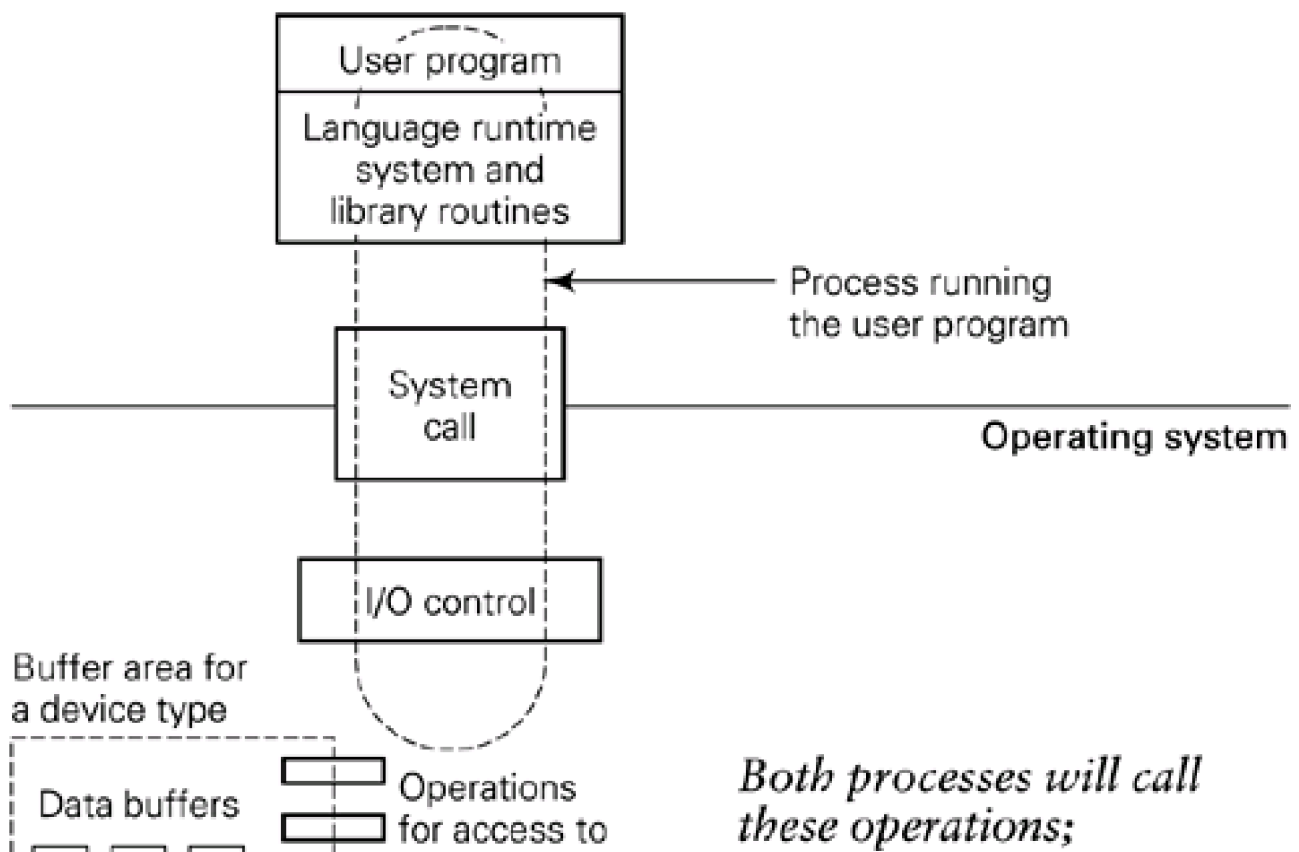 User program
Language runtime
system and
library routines
Process running
the user program
System
call
Operating system
I/O control
Buffer area for
a device type
Data buffers
Operations
for access to
Both processes will call
these operations;